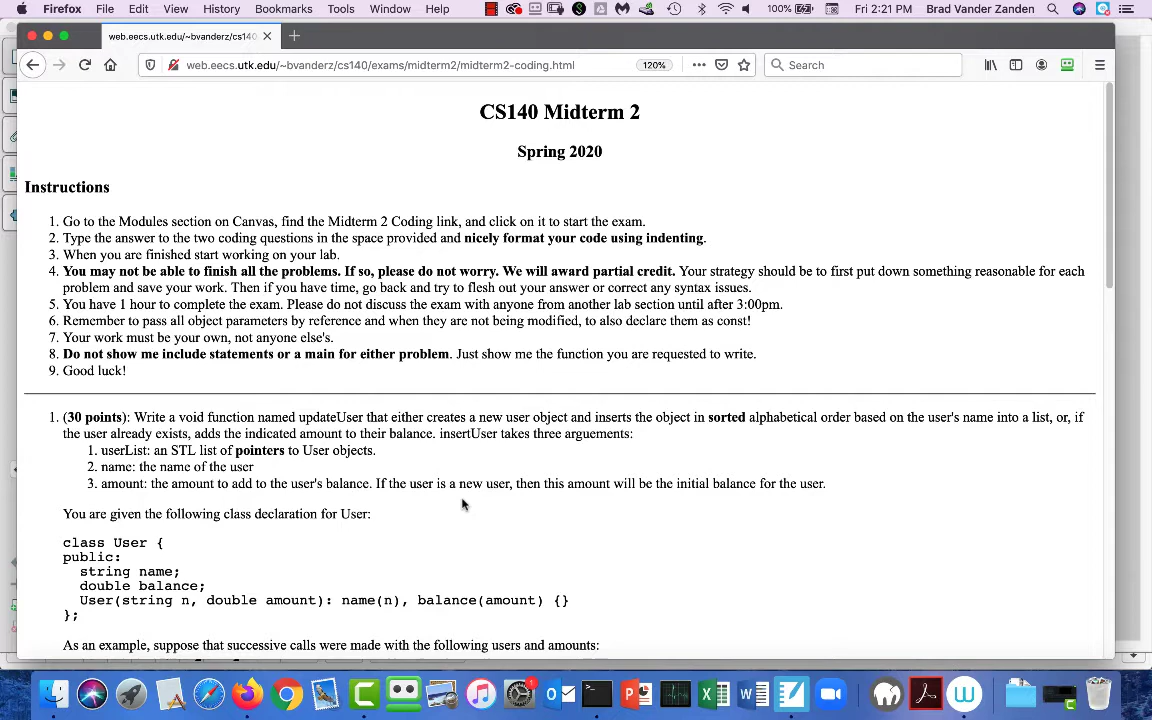 Firefox File Edit View History Bookmarks Tools Window Help 100% Fri 2:21 PM Brad Vander Zanden
web.eecs.utk.edu/~bvanderz/cs140
web.eecs.utk.edu/~bvanderz/cs140/exams/midterm2/midterm2-coding.html 120% Search
CS140 Midterm 2
Spring 2020
Instructions
1. Go to the Modules section on Canvas, find the Midterm 2 Coding link, and click on it to start the exam.
2. Type the answer to the two coding questions in the space provided and nicely format your code using indenting.
3. When you are finished start working on your lab.
4. You may not be able to finish all the problems. If so, please do not worry. We will award partial credit. Your strategy should be to first put down something reasonable for each
problem and save your work. Then if you have time, go back and try to flesh out your answer or correct any syntax issues.
5. You have 1 hour to complete the exam. Please do not discuss the exam with anyone from another lab section until after 3:00pm.
6. Remember to pass all object parameters by reference and when they are not being modified, to also declare them as const!
7. Your work must be your own, not anyone else's.
8. Do not show me include statements or a main for either problem. Just show me the function you are requested to write.
9. Good luck!
1. (30 points): Write a void function named updateUser that either creates a new user object and inserts the object in sorted alphabetical order based on the user's name into a list, or, if
the user already exists, adds the indicated amount to their balance. insertUser takes three arguements:
1. userList: an STL list of pointers to User objects.
2. name: the name of the user
3. amount: the amount to add to the user's balance. If the user is a new user, then this amount will be the initial balance for the user.
You are given the following class declaration for User:
class User {
public:
string name;
double balance;
User(string n, double amount): name(n), balance(amount) {}
};
As an example, suppose that successive calls were made with the following users and amounts: